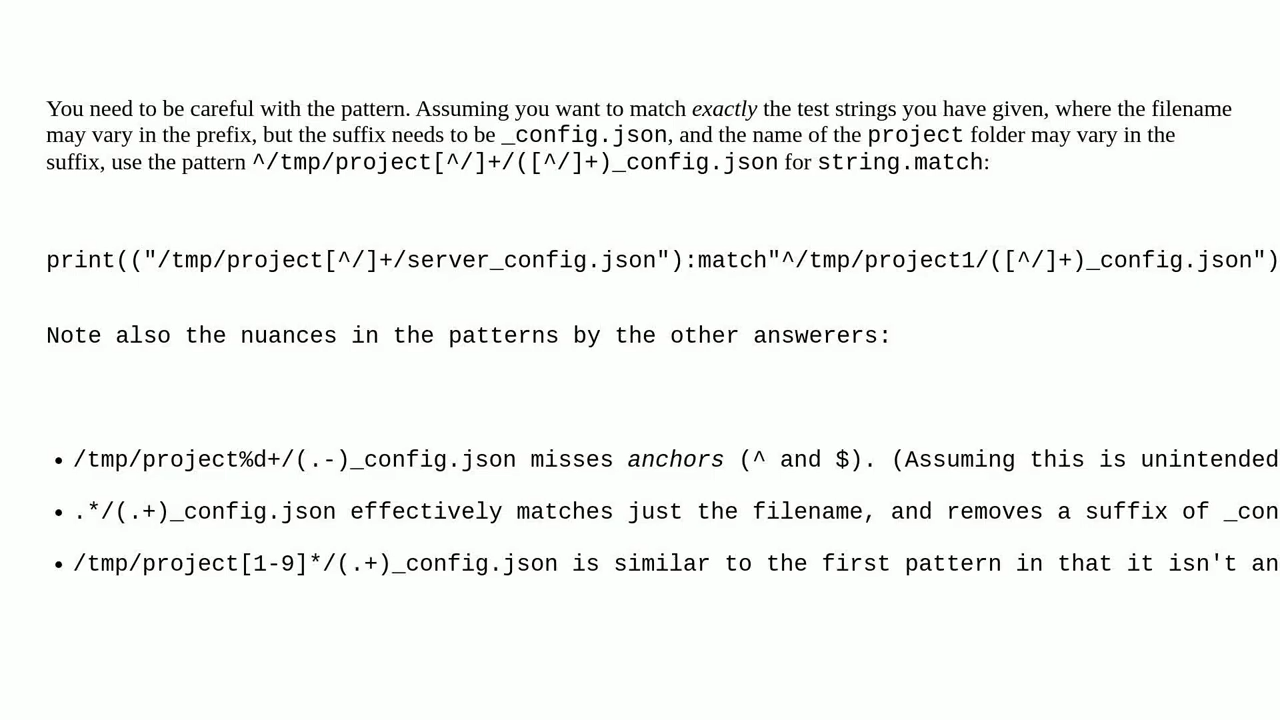 You need to be careful with the pattern. Assuming you want to match exactly the test strings you have given, where the filename
may vary in the prefix, but the suffix needs to be _config.json, and the name of the project folder may vary in the
suffix, use the pattern ^/tmp/project[^/]+/([^/]+)_config.json for string.match:
print(("/tmp/project[^/]+/server_config.json"):match"^/tmp/project1/([^/]+)_config.json")
Note also the nuances in the patterns by the other answerers:
• /tmp/project%d+/(.-)_config.json misses anchors (^ and $). (Assuming this is unintended
• .*/(.+)_config.json effectively matches just the filename, and removes a suffix of _con
• /tmp/project[1-9]*/(.+)_config.json is similar to the first pattern in that it isn't an